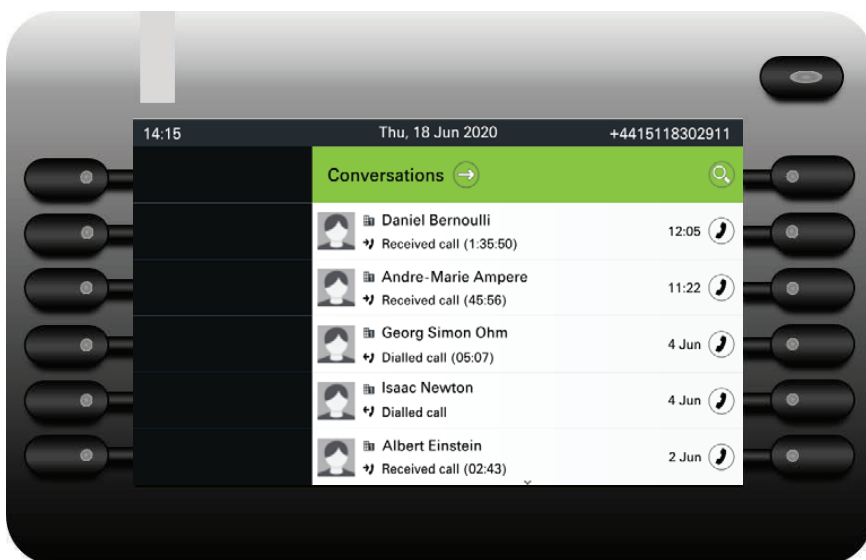 14:15 Thu, 18 Jun 2020 +4415118302911
Conversations
Daniel Bernoulli 12:05
Received call (1:35:50)
Andre-Marie Ampere 11:22
Received call (45:56)
Georg Simon Ohm 4 Jun
Dialled call (05:07)
Isaac Newton 4 Jun
Dialled call
Albert Einstein 2 Jun
Received call (02:43)